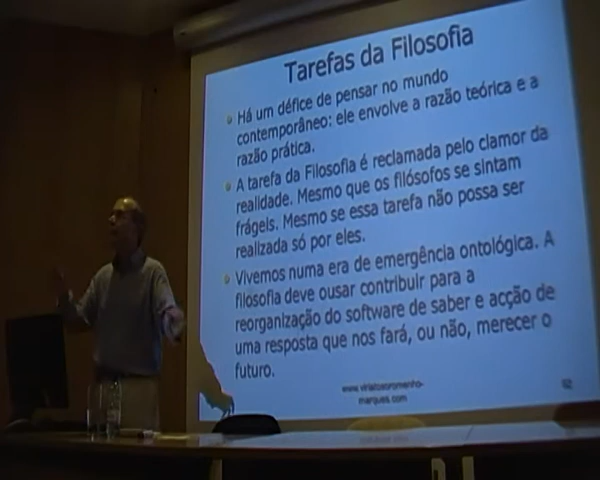 Tarefas da Filosofia
Há um défice de pensar no mundo
contemporâneo: ele envolve a razão teórica e a
razão prática.
A tarefa da Filosofia é reclamada pelo clamor da
realidade. Mesmo que os filósofos se sintam
frágeis. Mesmo se essa tarefa não possa ser
realizada só por eles.
Vivemos numa era de emergência ontológica. A
filosofia deve ousar contribuir para a
reorganização do software de saber e acção de
uma resposta que nos fará, ou não, merecer o
futuro.
www.viriatosoromenho-
marques.com
52